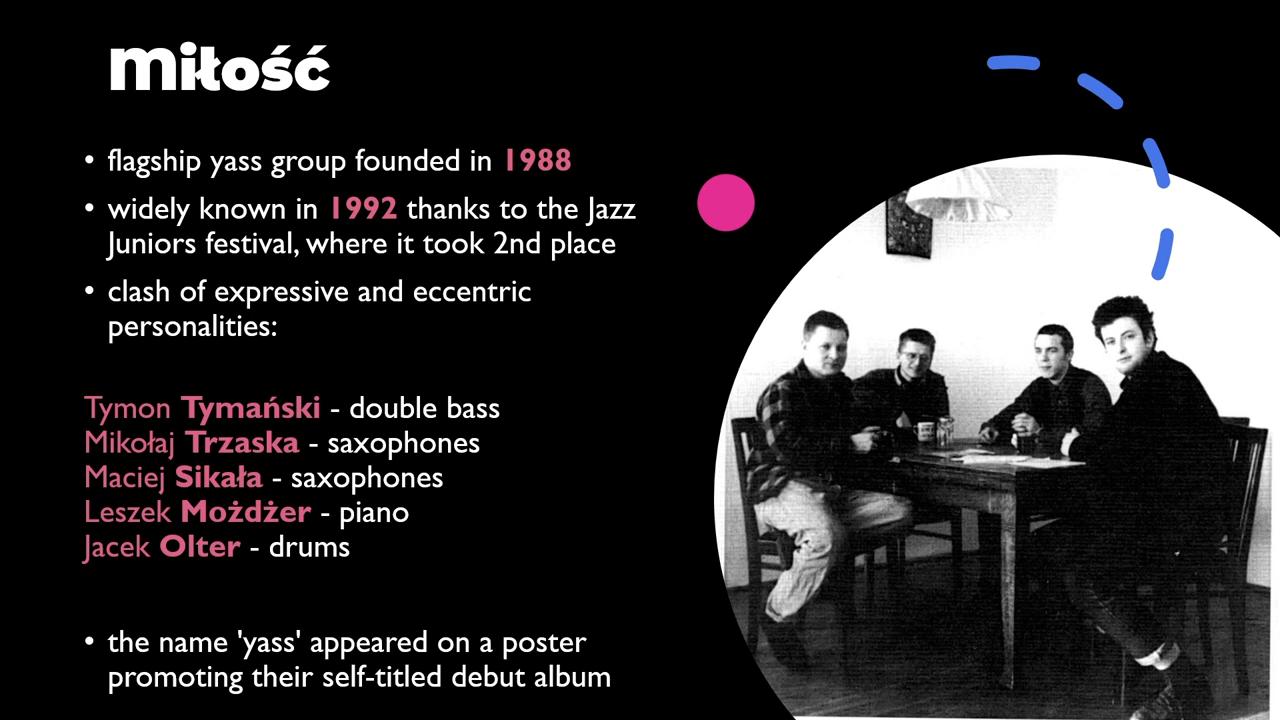 miłość
• flagship yass group founded in 1988
• widely known in 1992 thanks to the Jazz
Juniors festival, where it took 2nd place
• clash of expressive and eccentric
personalities:
Tymon Tymański - double bass
Mikołaj Trzaska - saxophones
Maciej Sikała - saxophones
Leszek Możdżer - piano
Jacek Olter - drums
• the name 'yass' appeared on a poster
promoting their self-titled debut album